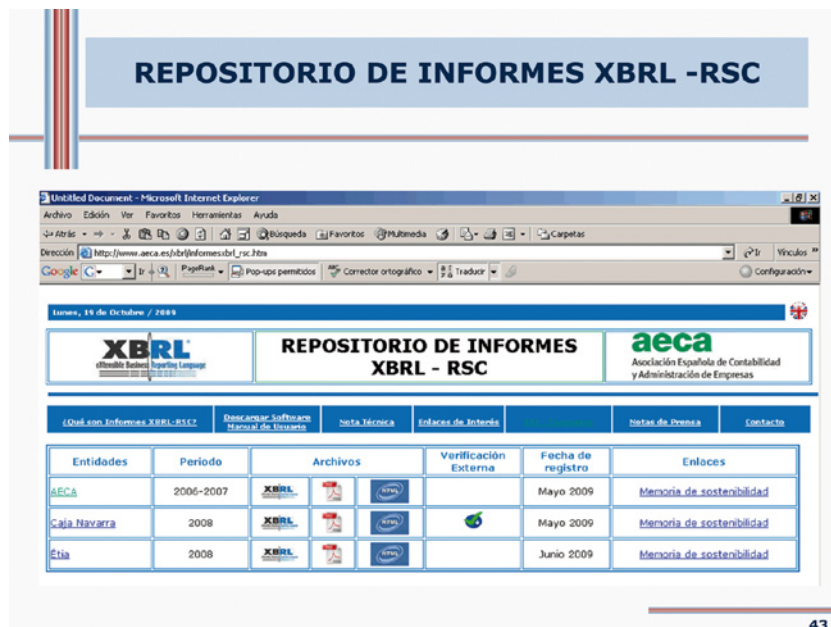 REPOSITORIO DE INFORMES XBRL -RSC
Untitled Document - Microsoft Internet Explorer
Archivo Edición Ver Favoritos Herramientas Ayuda
Atrás Búsqueda Favoritos Multimedia Carpetas
Dirección http://www.aeca.es/xbrl/informesxbrl_rsc.htm Ir Vínculos »
Google G Ir PageRank Pop-ups permitidos Corrector ortográfico Traducir Configuración
Lunes, 19 de Octubre / 2009
XBRL
eXtensible Business Reporting Language
REPOSITORIO DE INFORMES
XBRL - RSC
aeca
Asociación Española de Contabilidad
y Administración de Empresas
¿Qué son Informes XBRL-RSC? Descargar Software Manual de Usuario Nota Técnica Enlaces de Interés Notas de Prensa Contacto
Entidades Periodo Archivos Verificación Externa Fecha de registro Enlaces
AECA 2006-2007 XBRL HTML Mayo 2009 Memoria de sostenibilidad
Caja Navarra 2008 XBRL HTML Mayo 2009 Memoria de sostenibilidad
Étia 2008 XBRL HTML Junio 2009 Memoria de sostenibilidad
43